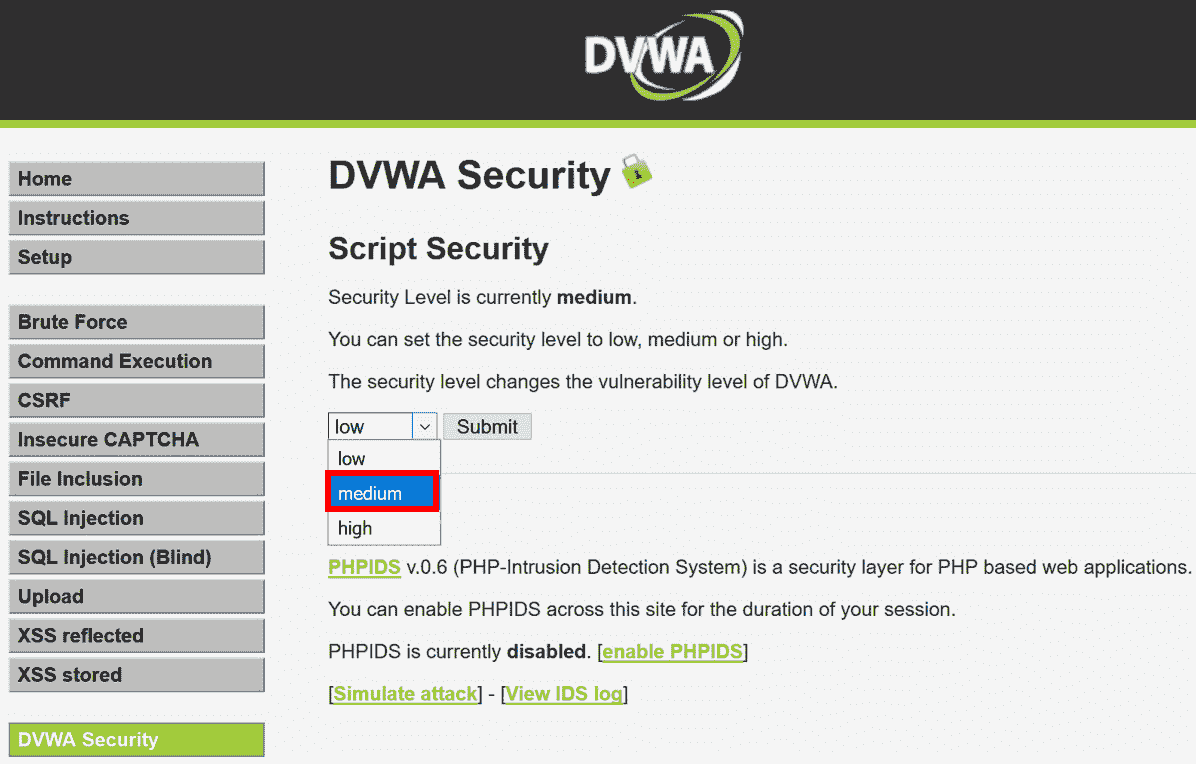 DVWA
Home
Instructions
Setup
Brute Force
Command Execution
CSRF
Insecure CAPTCHA
File Inclusion
SQL Injection
SQL Injection (Blind)
Upload
XSS reflected
XSS stored
DVWA Security
DVWA Security
Script Security
Security Level is currently medium.
You can set the security level to low, medium or high.
The security level changes the vulnerability level of DVWA.
low Submit
low
medium
high
PHPIDS v.0.6 (PHP-Intrusion Detection System) is a security layer for PHP based web applications.
You can enable PHPIDS across this site for the duration of your session.
PHPIDS is currently disabled. [enable PHPIDS]
[Simulate attack] - [View IDS log]